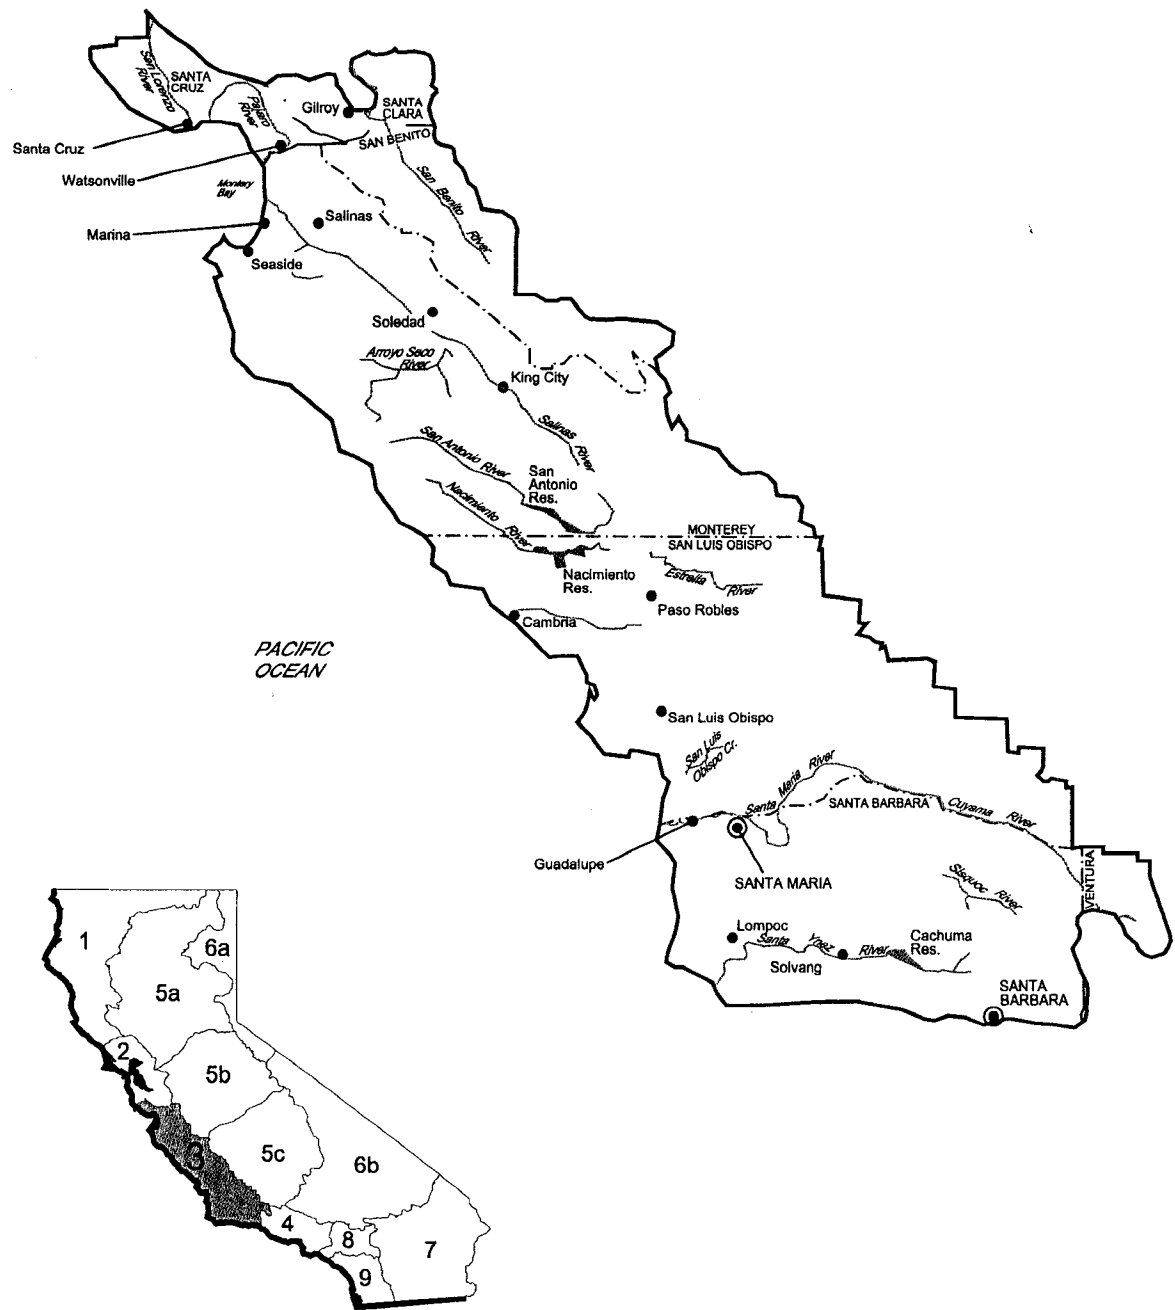 San Lorenzo
River
SANTA
CRUZ
Pajaro
River
Gilroy
SANTA
CLARA
SAN BENITO
Santa Cruz
Watsonville
Montery
Bay
San Benito
River
Marina
Salinas
Seaside
Soledad
Arroyo Seco
River
King City
Salinas
River
San Antonio River
San
Antonio
Res.
Nacimiento
River
MONTEREY
SAN LUIS OBISPO
Nacimiento
Res.
Estrella
River
Paso Robles
Cambria
PACIFIC
OCEAN
San Luis Obispo
San Luis
Obispo Cr.
Santa Maria River
SANTA BARBARA
Cuyama River
Guadalupe
SANTA MARIA
VENTURA
Sisquoc River
Lompoc
Santa Ynez River
Solvang
Cachuma
Res.
SANTA
BARBARA
1
6a
5a
2
5b
3
5c
6b
4
8
7
9